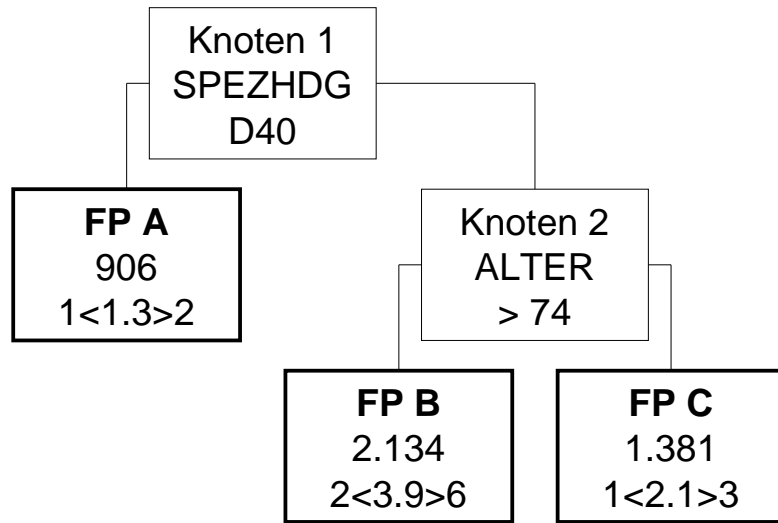 Knoten 1
SPEZHDG
D40
FP A
906
1<1.3>2
Knoten 2
ALTER
> 74
FP B
2.134
2<3.9>6
FP C
1.381
1<2.1>3